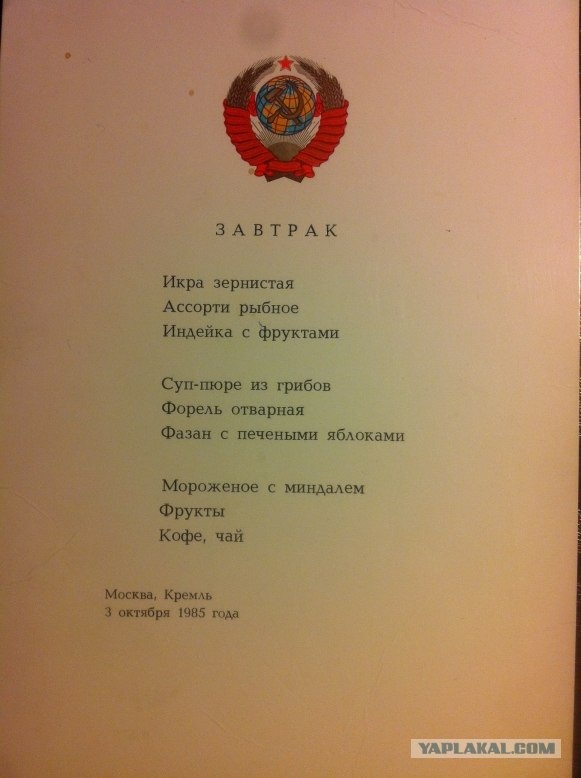 ЗАВТРАК
Икра зернистая
Ассорти рыбное
Индейка с фруктами
Суп-пюре из грибов
Форель отварная
Фазан с печеными яблоками
Мороженое с миндалем
Фрукты
Кофе, чай
Москва, Кремль
3 октября 1985 года
YAPLAKAL.COM